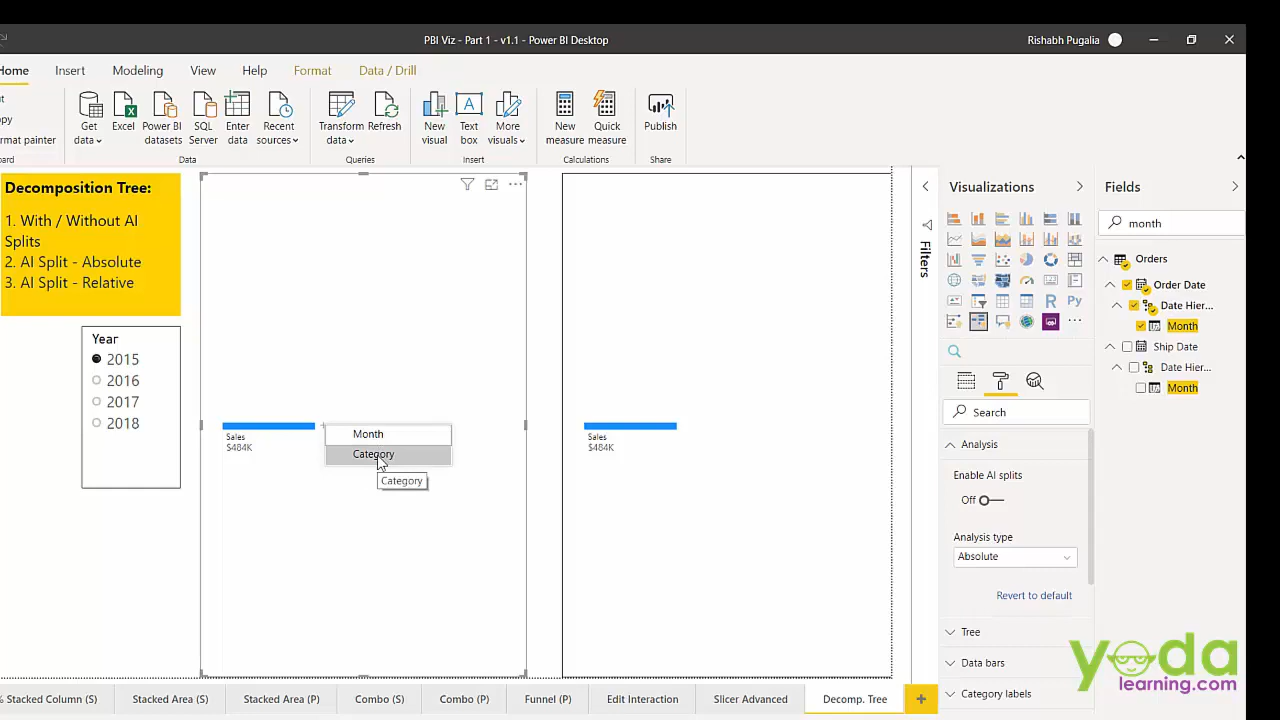 PBI Viz - Part 1 - v1.1 - Power BI Desktop
Rishabh Pugalia
Home
Insert
Modeling
View
Help
Format
Data / Drill
ut
opy
rmat painter
oard
Get
data
Excel
Power BI
datasets
SQL
Server
Enter
data
Recent
sources
Data
Transform
data
Refresh
Queries
New
visual
Text
box
More
visuals
Insert
New
measure
Quick
measure
Calculations
Publish
Share
Decomposition Tree:
1. With / Without AI
Splits
2. AI Split - Absolute
3. AI Split - Relative
Year
2015
2016
2017
2018
Sales
$484K
Month
Category
Category
Sales
$484K
Filters
Visualizations
R
Py
Search
Analysis
Enable AI splits
Off
Analysis type
Absolute
Revert to default
Tree
Data bars
Category labels
Fields
month
Orders
Order Date
Date Hier...
Month
Ship Date
Date Hier...
Month
% Stacked Column (S)
Stacked Area (S)
Stacked Area (P)
Combo (S)
Combo (P)
Funnel (P)
Edit Interaction
Slicer Advanced
Decomp. Tree
yoda
learning.com